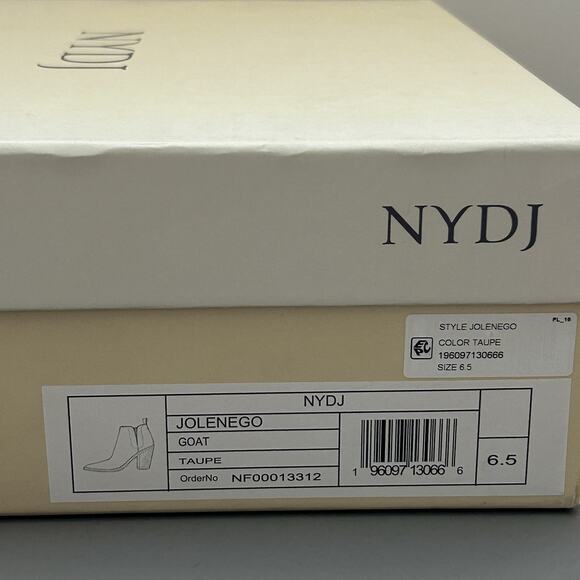 NYDJ
NYDJ
PL_16
STYLE JOLENEGO
COLOR TAUPE
196097130666
SIZE 6.5
NYDJ
JOLENEGO
GOAT
TAUPE
OrderNo NF00013312
1 96097 13066 6
6.5